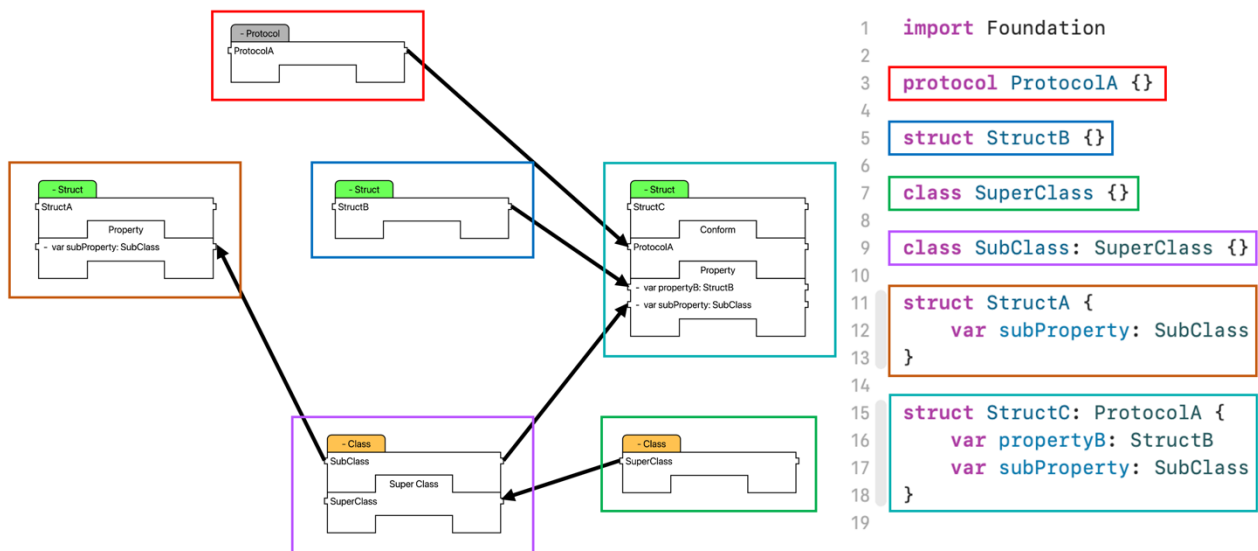 - Protocol
ProtocolA
- Struct
StructA
Property
- var subProperty: SubClass
- Struct
StructB
- Struct
StructC
Conform
ProtocolA
Property
- var propertyB: StructB
- var subProperty: SubClass
- Class
SubClass
Super Class
SuperClass
- Class
SuperClass
1 import Foundation
2
3 protocol ProtocolA {}
4
5 struct StructB {}
6
7 class SuperClass {}
8
9 class SubClass: SuperClass {}
10
11 struct StructA {
12     var subProperty: SubClass
13 }
14
15 struct StructC: ProtocolA {
16     var propertyB: StructB
17     var subProperty: SubClass
18 }
19